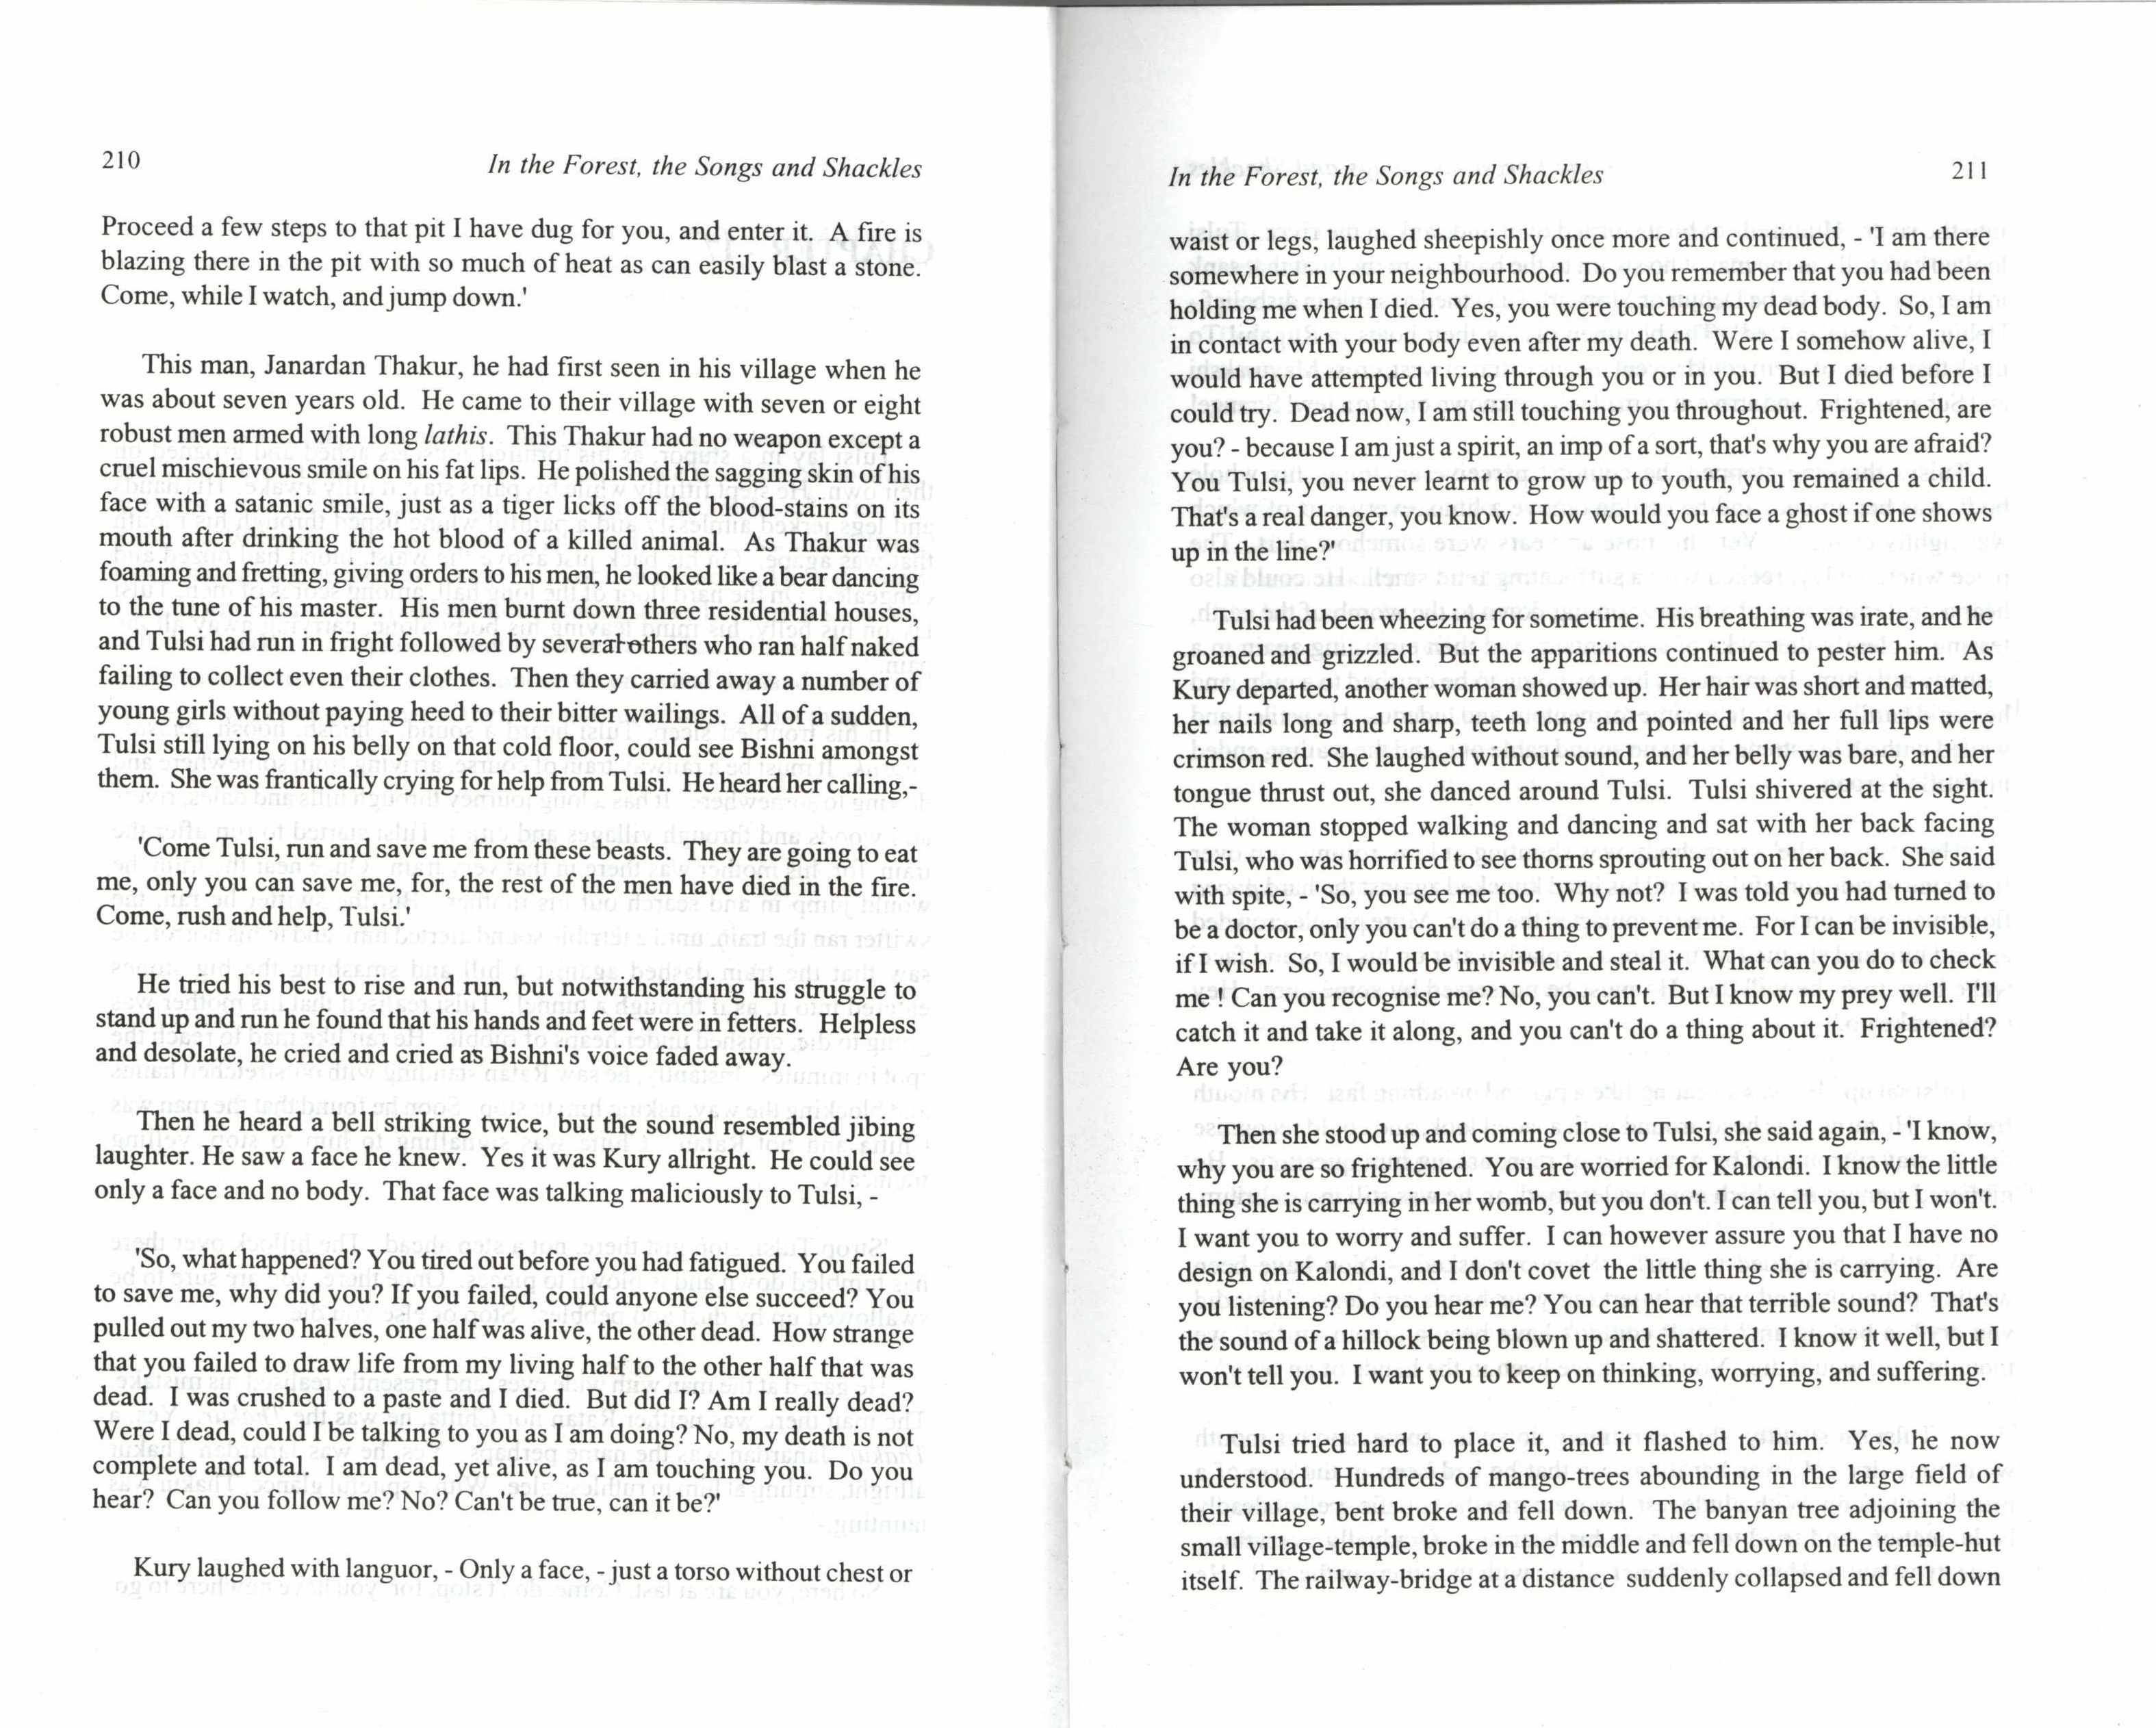 210
In the Forest, the Songs and Shackles
Proceed a few steps to that pit I have dug for you, and enter it. A fire is
blazing there in the pit with so much of heat as can easily blast a stone.
Come, while I watch, and jump down.'
This man, Janardan Thakur, he had first seen in his village when he
was about seven years old. He came to their village with seven or eight
robust men armed with long lathis. This Thakur had no weapon except a
cruel mischievous smile on his fat lips. He polished the sagging skin of his
face with a satanic smile, just as a tiger licks off the blood-stains on its
mouth after drinking the hot blood of a killed animal. As Thakur was
foaming and fretting, giving orders to his men, he looked like a bear dancing
to the tune of his master. His men burnt down three residential houses,
and Tulsi had run in fright followed by several others who ran half naked
failing to collect even their clothes. Then they carried away a number of
young girls without paying heed to their bitter wailings. All of a sudden,
Tulsi still lying on his belly on that cold floor, could see Bishni amongst
them. She was frantically crying for help from Tulsi. He heard her calling,-
'Come Tulsi, run and save me from these beasts. They are going to eat
me, only you can save me, for, the rest of the men have died in the fire.
Come, rush and help, Tulsi.'
He tried his best to rise and run, but notwithstanding his struggle to
stand up and run he found that his hands and feet were in fetters. Helpless
and desolate, he cried and cried as Bishni's voice faded away.
Then he heard a bell striking twice, but the sound resembled jibing
laughter. He saw a face he knew. Yes it was Kury allright. He could see
only a face and no body. That face was talking maliciously to Tulsi, -
'So, what happened? You tired out before you had fatigued. You failed
to save me, why did you? If you failed, could anyone else succeed? You
pulled out my two halves, one half was alive, the other dead. How strange
that you failed to draw life from my living half to the other half that was
dead. I was crushed to a paste and I died. But did I? Am I really dead?
Were I dead, could I be talking to you as I am doing? No, my death is not
complete and total. I am dead, yet alive, as I am touching you. Do you
hear? Can you follow me? No? Can't be true, can it be?'
Kury laughed with languor, - Only a face, - just a torso without chest or
In the Forest, the Songs and Shackles
211
waist or legs, laughed sheepishly once more and continued, - 'I am there
somewhere in your neighbourhood. Do you remember that you had been
holding me when I died. Yes, you were touching my dead body. So, I am
in contact with your body even after my death. Were I somehow alive, I
would have attempted living through you or in you. But I died before I
could try. Dead now, I am still touching you throughout. Frightened, are
you? - because I am just a spirit, an imp of a sort, that's why you are afraid?
You Tulsi, you never learnt to grow up to youth, you remained a child.
That's a real danger, you know. How would you face a ghost if one shows
up in the line?'
Tulsi had been wheezing for sometime. His breathing was irate, and he
groaned and grizzled. But the apparitions continued to pester him. As
Kury departed, another woman showed up. Her hair was short and matted,
her nails long and sharp, teeth long and pointed and her full lips were
crimson red. She laughed without sound, and her belly was bare, and her
tongue thrust out, she danced around Tulsi. Tulsi shivered at the sight.
The woman stopped walking and dancing and sat with her back facing
Tulsi, who was horrified to see thorns sprouting out on her back. She said
with spite, - 'So, you see me too. Why not? I was told you had turned to
be a doctor, only you can't do a thing to prevent me. For I can be invisible,
if I wish. So, I would be invisible and steal it. What can you do to check
me ! Can you recognise me? No, you can't. But I know my prey well. I'll
catch it and take it along, and you can't do a thing about it. Frightened?
Are you?
Then she stood up and coming close to Tulsi, she said again, - 'I know,
why you are so frightened. You are worried for Kalondi. I know the little
thing she is carrying in her womb, but you don't. I can tell you, but I won't.
I want you to worry and suffer. I can however assure you that I have no
design on Kalondi, and I don't covet the little thing she is carrying. Are
you listening? Do you hear me? You can hear that terrible sound? That's
the sound of a hillock being blown up and shattered. I know it well, but I
won't tell you. I want you to keep on thinking, worrying, and suffering.
Tulsi tried hard to place it, and it flashed to him. Yes, he now
understood. Hundreds of mango-trees abounding in the large field of
their village, bent broke and fell down. The banyan tree adjoining the
small village-temple, broke in the middle and fell down on the temple-hut
itself. The railway-bridge at a distance suddenly collapsed and fell down